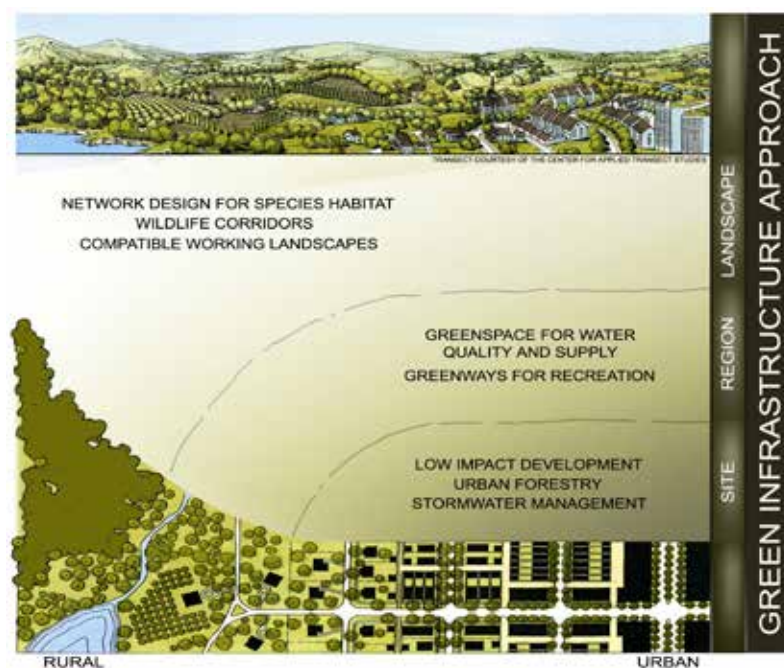 TRANSECT COURTESY OF THE CENTER FOR APPLIED TRANSECT STUDIES
NETWORK DESIGN FOR SPECIES HABITAT
WILDLIFE CORRIDORS
COMPATIBLE WORKING LANDSCAPES
GREENSPACE FOR WATER
QUALITY AND SUPPLY
GREENWAYS FOR RECREATION
LOW IMPACT DEVELOPMENT
URBAN FORESTRY
STORMWATER MANAGEMENT
LANDSCAPE
REGION
SITE
GREEN INFRASTRUCTURE APPROACH
RURAL
URBAN